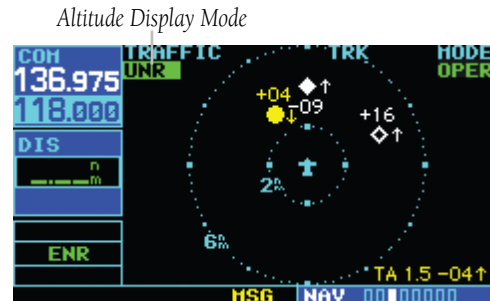 Altitude Display Mode
COM
136.975
118.000
DIS
_._ _ n m
ENR
TRAFFIC
UNR
TRK
MODE
OPER
+04↓
↑
-09
+16
↑
2 n m
6 n m
TA 1.5 -04↑
MSG
NAV